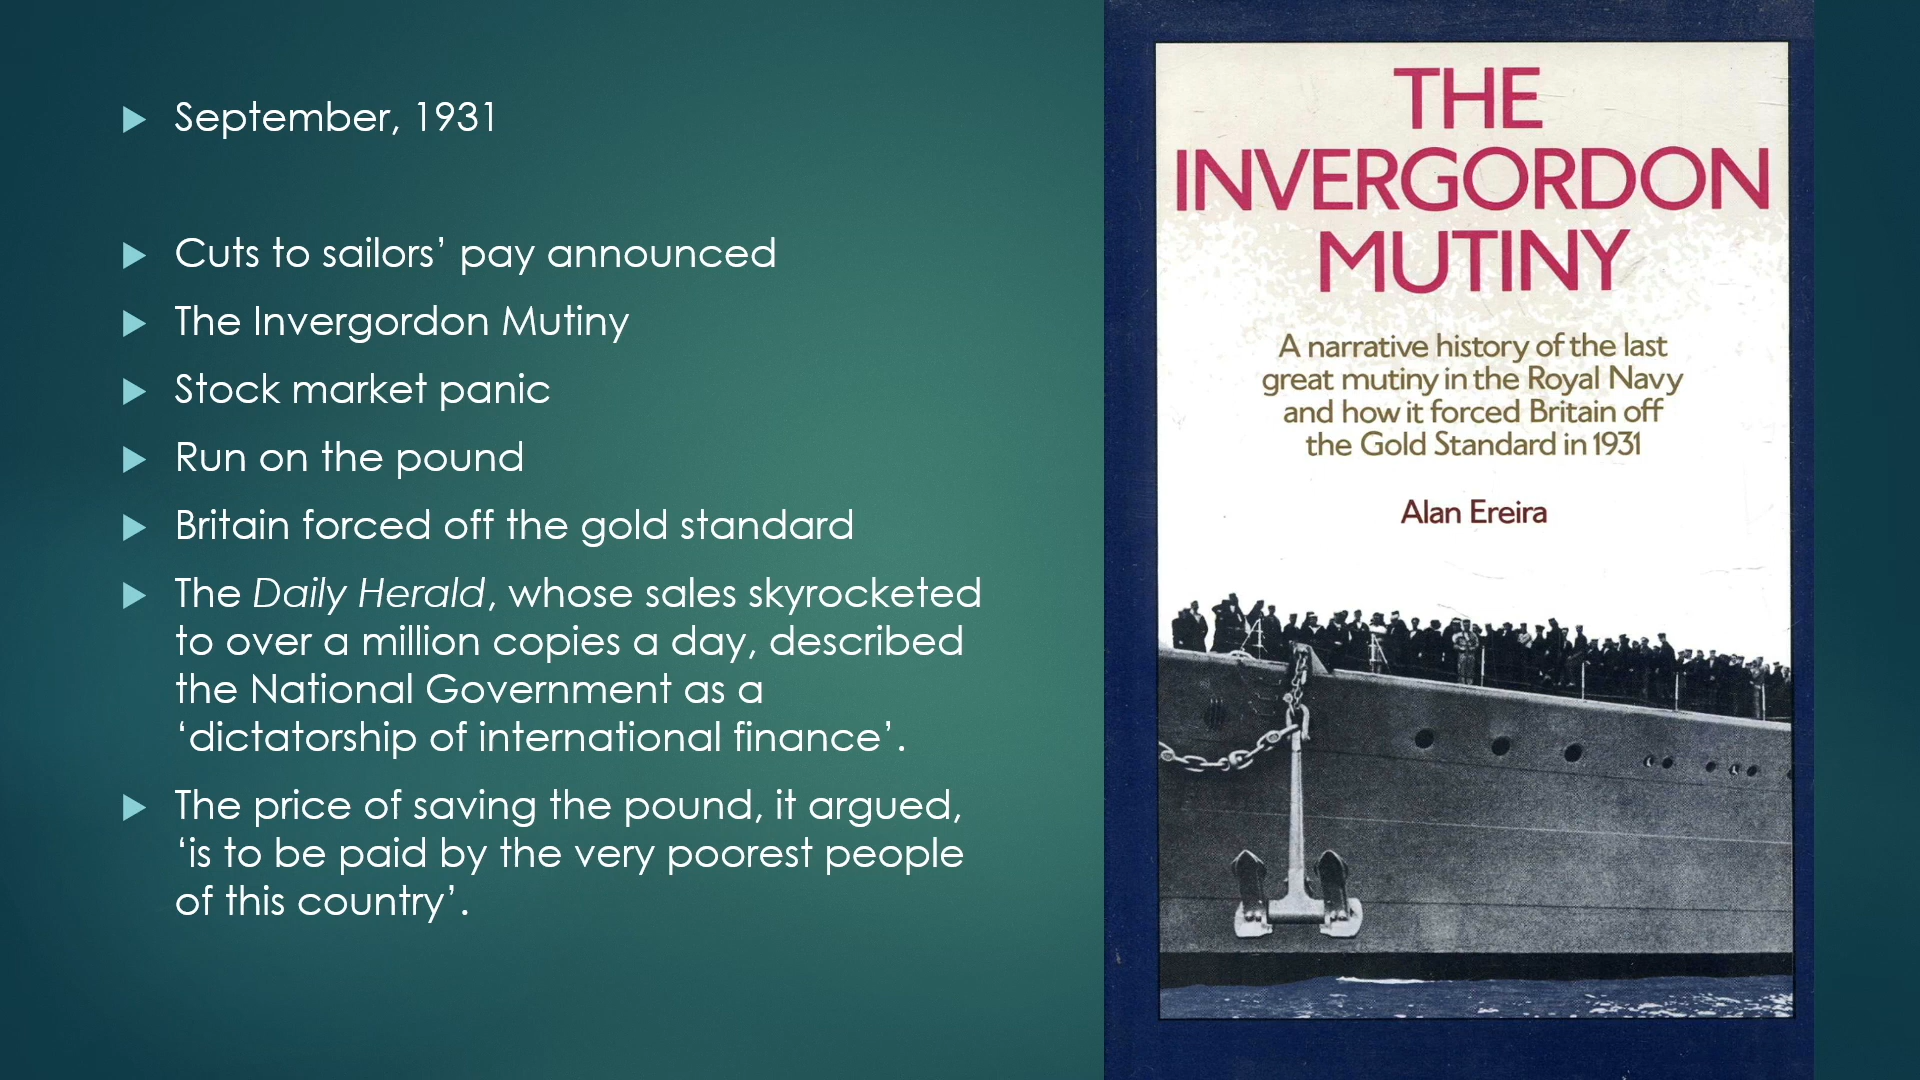 September, 1931
Cuts to sailors’ pay announced
The Invergordon Mutiny
Stock market panic
Run on the pound
Britain forced off the gold standard
The Daily Herald, whose sales skyrocketed
to over a million copies a day, described
the National Government as a
‘dictatorship of international finance’.
The price of saving the pound, it argued,
‘is to be paid by the very poorest people
of this country’.
THE
INVERGORDON
MUTINY
A narrative history of the last
great mutiny in the Royal Navy
and how it forced Britain off
the Gold Standard in 1931
Alan Ereira